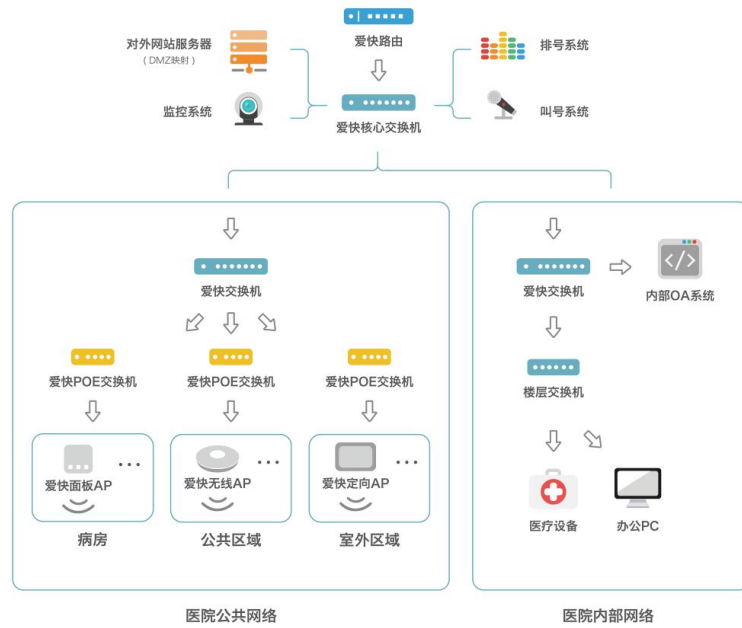 对外网站服务器
（DMZ映射）
爱快路由
排号系统
监控系统
爱快核心交换机
叫号系统
爱快交换机
爱快POE交换机
爱快POE交换机
爱快POE交换机
爱快面板AP
···
爱快无线AP
···
爱快定向AP
···
病房
公共区域
室外区域
医院公共网络
爱快交换机
</>
内部OA系统
楼层交换机
医疗设备
办公PC
医院内部网络